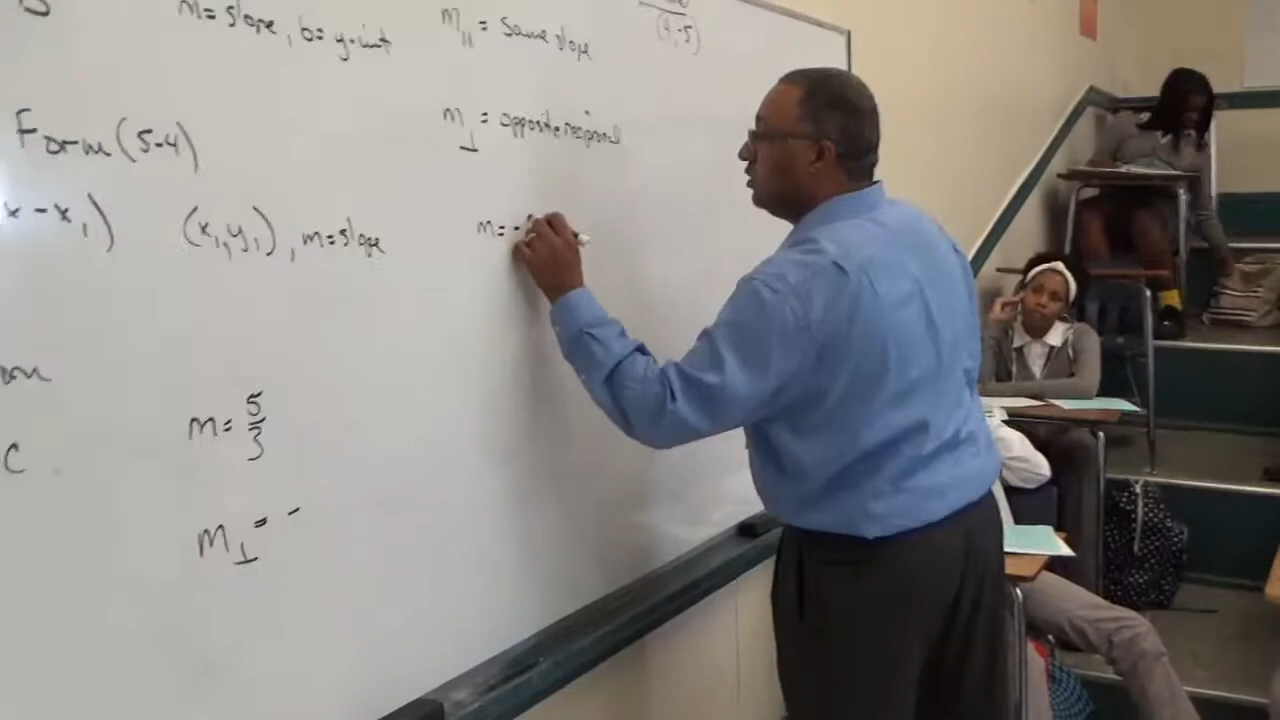 m=slope, b=y-int
m|| = Same slope
(4,-5)
m⊥ = opposite reciprocal
Form (5-4)
x - x₁)
(x₁, y₁), m=slope
m= -
m= 5/3
C
m⊥ = -